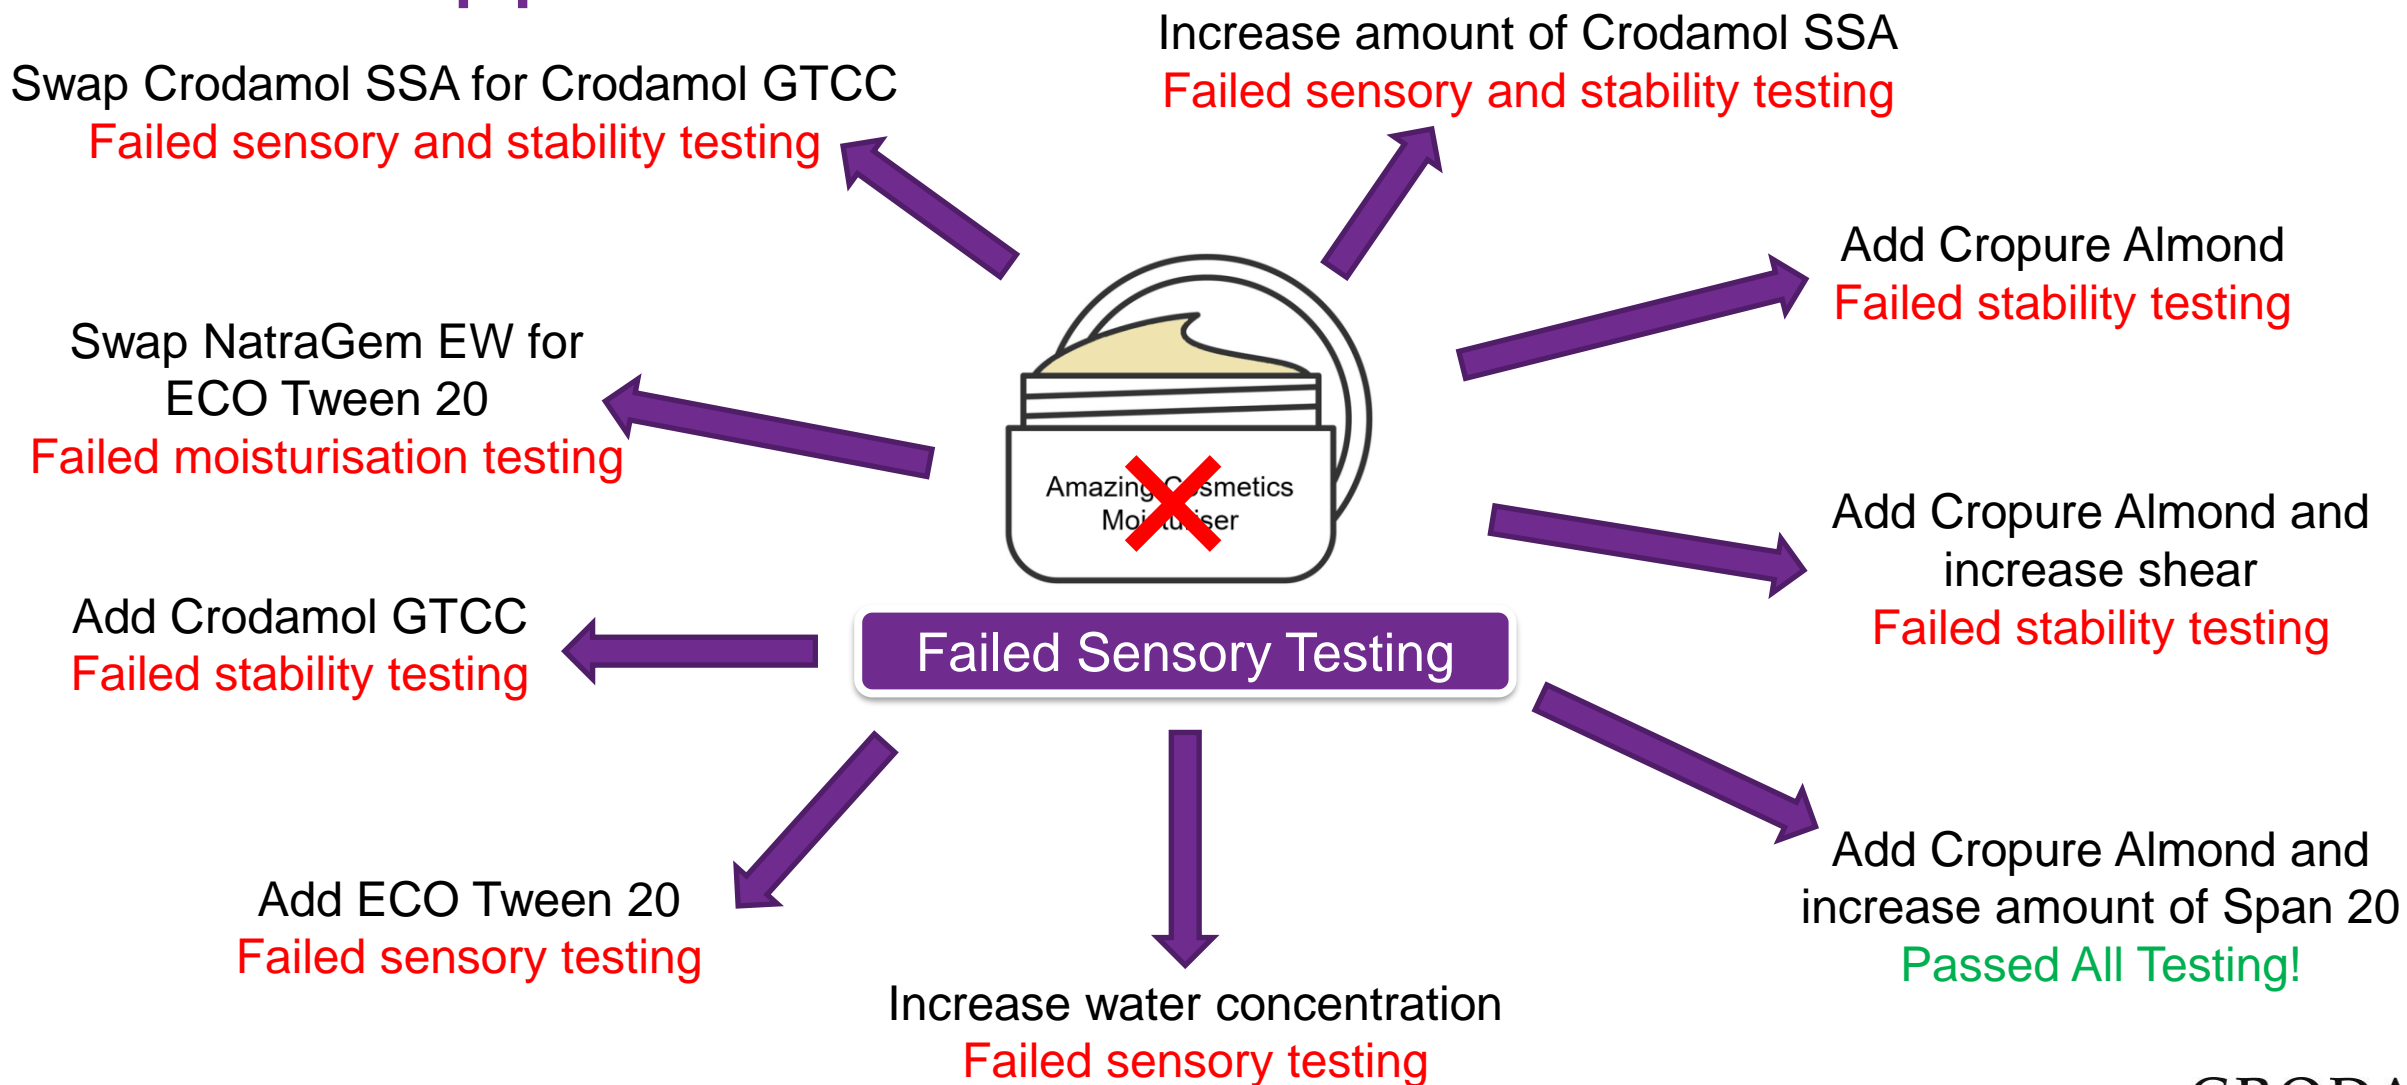 Increase amount of Crodamol SSA
Failed sensory and stability testing
Swap Crodamol SSA for Crodamol GTCC
Failed sensory and stability testing
Add Cropure Almond
Failed stability testing
Swap NatraGem EW for
ECO Tween 20
Failed moisturisation testing
Amazing Cosmetics
Moisturiser
Add Cropure Almond and
increase shear
Failed stability testing
Add Crodamol GTCC
Failed stability testing
Failed Sensory Testing
Add Cropure Almond and
increase amount of Span 20
Passed All Testing!
Add ECO Tween 20
Failed sensory testing
Increase water concentration
Failed sensory testing
CRODA